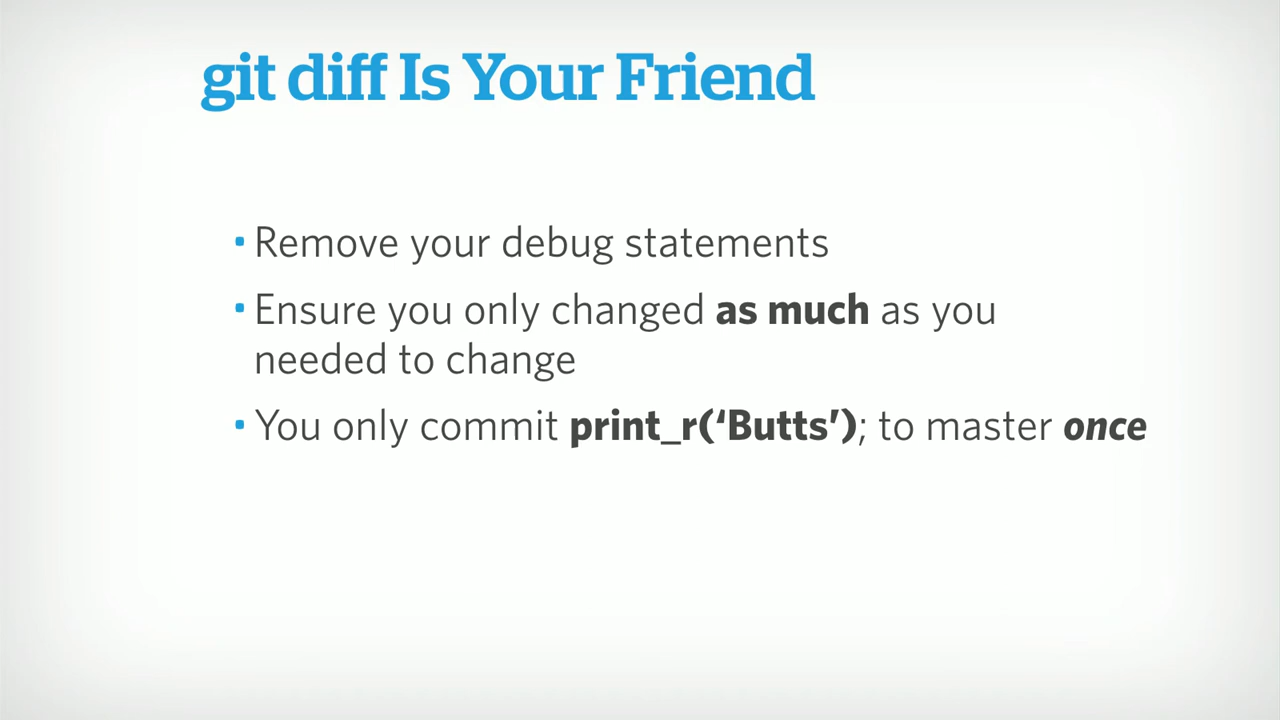 git diff Is Your Friend
• Remove your debug statements
• Ensure you only changed as much as you
needed to change
• You only commit print_r(‘Butts’); to master once